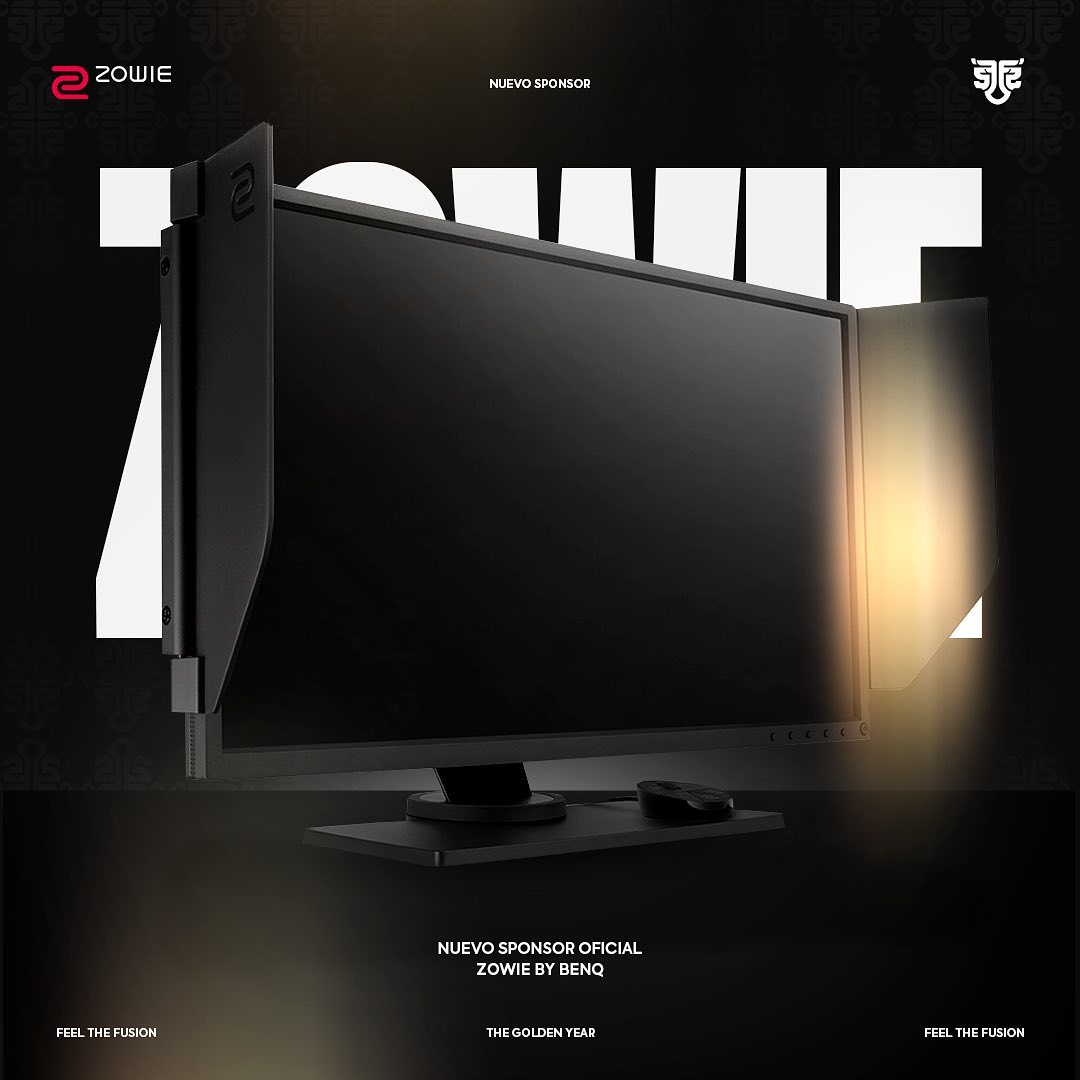 ZOWIE
NUEVO SPONSOR
ZOWIE
NUEVO SPONSOR OFICIAL
ZOWIE BY BENQ
FEEL THE FUSION
THE GOLDEN YEAR
FEEL THE FUSION